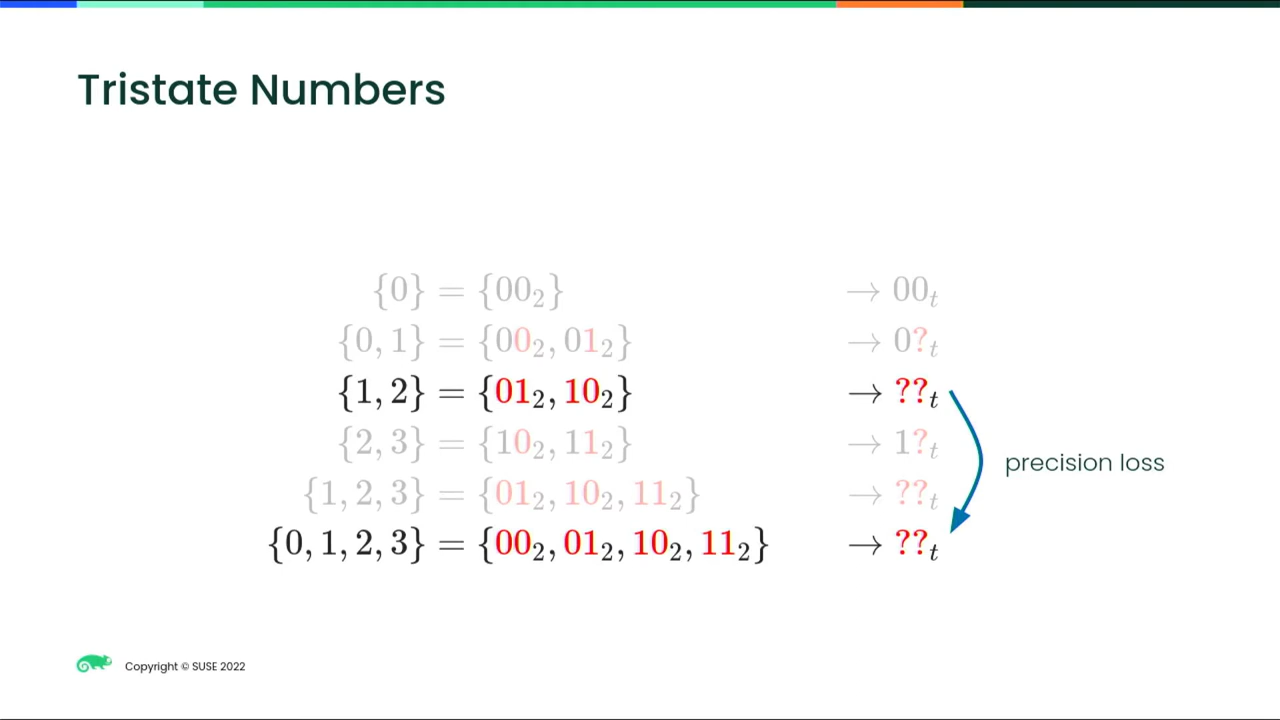 Tristate Numbers
{0} = {00₂} → 00ₜ
{0, 1} = {00₂, 01₂} → 0?ₜ
{1, 2} = {01₂, 10₂} → ??ₜ
{2, 3} = {10₂, 11₂} → 1?ₜ
precision loss
{1, 2, 3} = {01₂, 10₂, 11₂} → ??ₜ
{0, 1, 2, 3} = {00₂, 01₂, 10₂, 11₂} → ??ₜ
Copyright © SUSE 2022